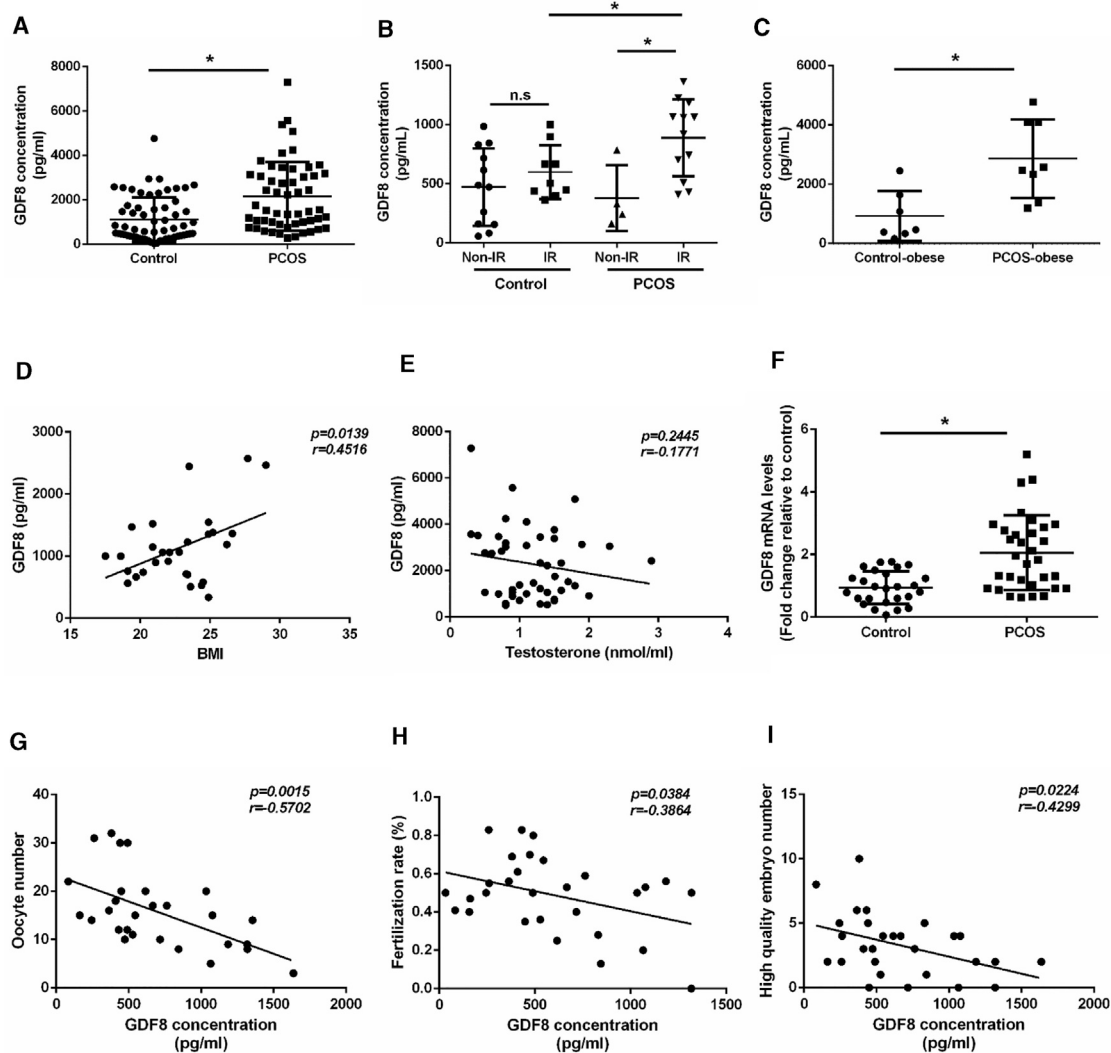 A
*
GDF8 concentration
(pg/ml)
8000
6000
4000
2000
0
Control
PCOS
B
*
*
n.s
GDF8 concentration
(pg/mL)
1500
1000
500
0
Non-IR
IR
Non-IR
IR
Control
PCOS
C
*
GDF8 concentration
(pg/mL)
6000
4000
2000
0
Control-obese
PCOS-obese
D
p=0.0139
r=0.4516
GDF8 (pg/ml)
3000
2000
1000
0
15
20
25
30
35
BMI
E
p=0.2445
r=-0.1771
GDF8 (pg/ml)
8000
6000
4000
2000
0
0
1
2
3
4
Testosterone (nmol/ml)
F
*
GDF8 mRNA levels
(Fold change relative to control)
6
4
2
0
Control
PCOS
G
p=0.0015
r=-0.5702
Oocyte number
40
30
20
10
0
0
500
1000
1500
2000
GDF8 concentration
(pg/ml)
H
p=0.0384
r=-0.3864
Fertilization rate (%)
1.0
0.8
0.6
0.4
0.2
0.0
0
500
1000
1500
GDF8 concentration
(pg/ml)
I
p=0.0224
r=-0.4299
High quality embryo number
15
10
5
0
0
500
1000
1500
2000
GDF8 concentration
(pg/ml)